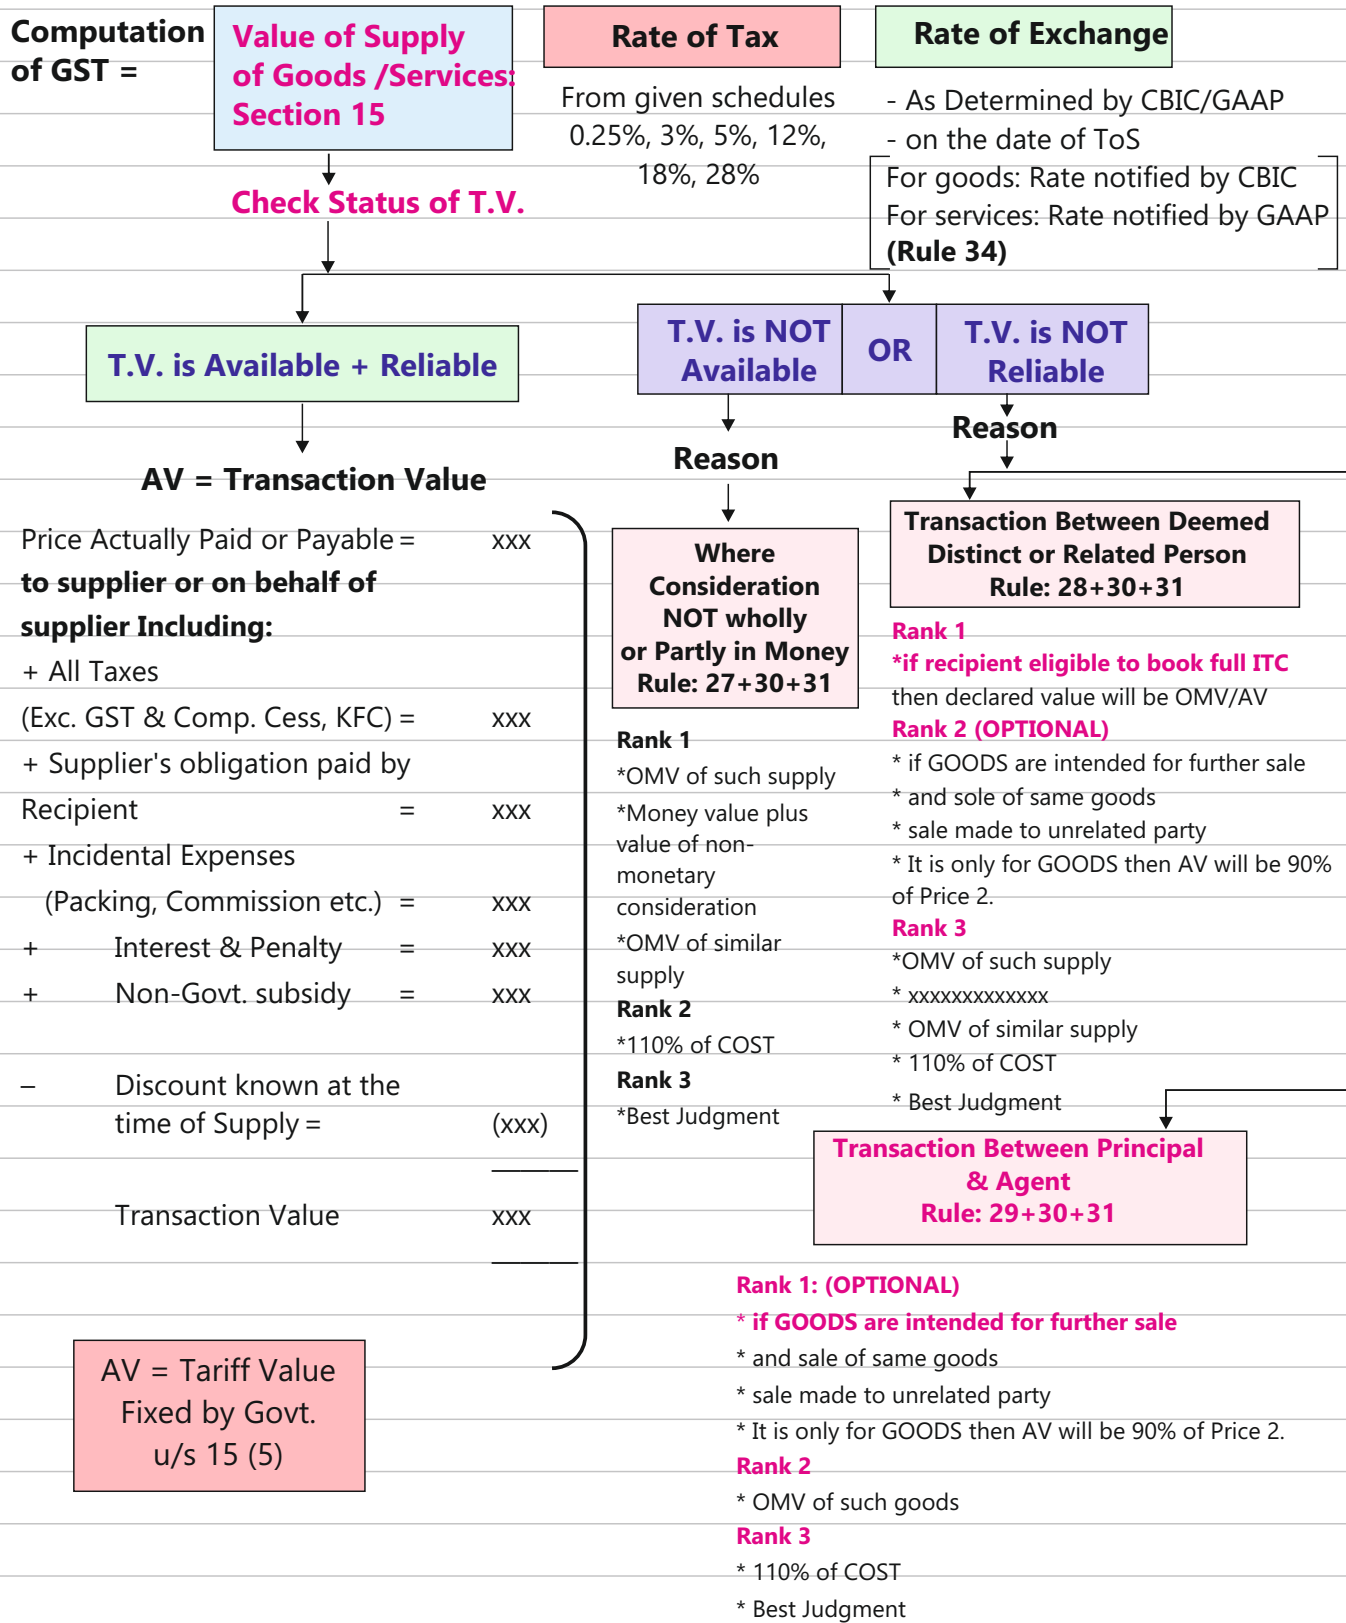 Computation
of GST =
Value of Supply
of Goods /Services:
Section 15
Rate of Tax
From given schedules
0.25%, 3%, 5%, 12%,
18%, 28%
Rate of Exchange
- As Determined by CBIC/GAAP
- on the date of ToS
For goods: Rate notified by CBIC
For services: Rate notified by GAAP
(Rule 34)
Check Status of T.V.
T.V. is Available + Reliable
T.V. is NOT
Available
OR
T.V. is NOT
Reliable
AV = Transaction Value
Price Actually Paid or Payable = xxx
to supplier or on behalf of
supplier Including:
+ All Taxes
(Exc. GST & Comp. Cess, KFC) = xxx
+ Supplier's obligation paid by
Recipient = xxx
+ Incidental Expenses
(Packing, Commission etc.) = xxx
+ Interest & Penalty = xxx
+ Non-Govt. subsidy = xxx
– Discount known at the
time of Supply = (xxx)
Transaction Value xxx
AV = Tariff Value
Fixed by Govt.
u/s 15 (5)
Reason
Where
Consideration
NOT wholly
or Partly in Money
Rule: 27+30+31
Rank 1
*OMV of such supply
*Money value plus
value of non-
monetary
consideration
*OMV of similar
supply
Rank 2
*110% of COST
Rank 3
*Best Judgment
Reason
Transaction Between Deemed
Distinct or Related Person
Rule: 28+30+31
Rank 1
*if recipient eligible to book full ITC
then declared value will be OMV/AV
Rank 2 (OPTIONAL)
* if GOODS are intended for further sale
* and sole of same goods
* sale made to unrelated party
* It is only for GOODS then AV will be 90%
of Price 2.
Rank 3
*OMV of such supply
* xxxxxxxxxxxxx
* OMV of similar supply
* 110% of COST
* Best Judgment
Transaction Between Principal
& Agent
Rule: 29+30+31
Rank 1: (OPTIONAL)
* if GOODS are intended for further sale
* and sale of same goods
* sale made to unrelated party
* It is only for GOODS then AV will be 90% of Price 2.
Rank 2
* OMV of such goods
Rank 3
* 110% of COST
* Best Judgment